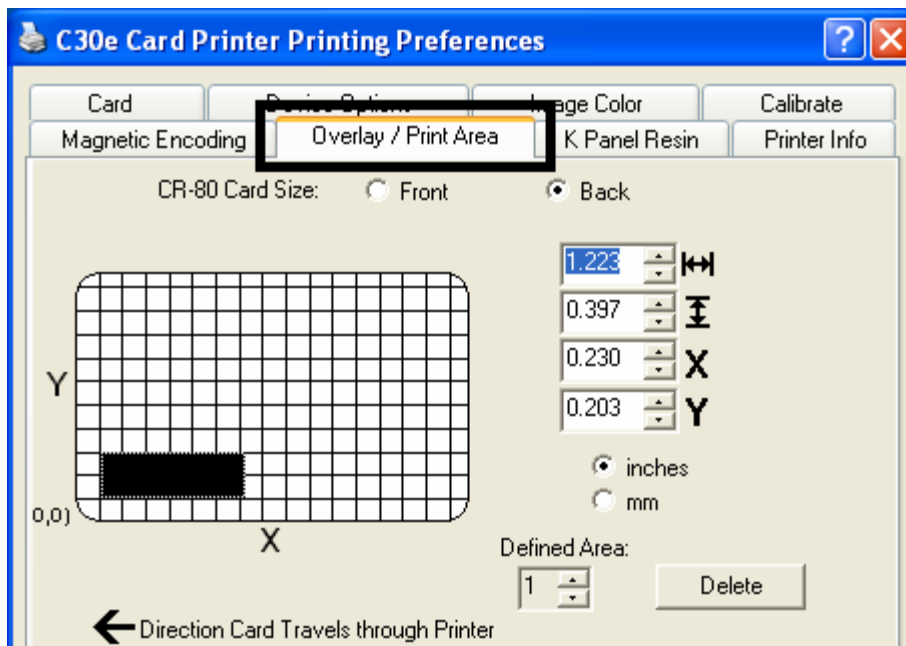 C30e Card Printer Printing Preferences
Card Device Options Image Color Calibrate
Magnetic Encoding Overlay / Print Area K Panel Resin Printer Info
CR-80 Card Size: Front Back
1.223
0.397
0.230 X
0.203 Y
Y
inches
mm
0,0)
X
Defined Area:
1 Delete
Direction Card Travels through Printer